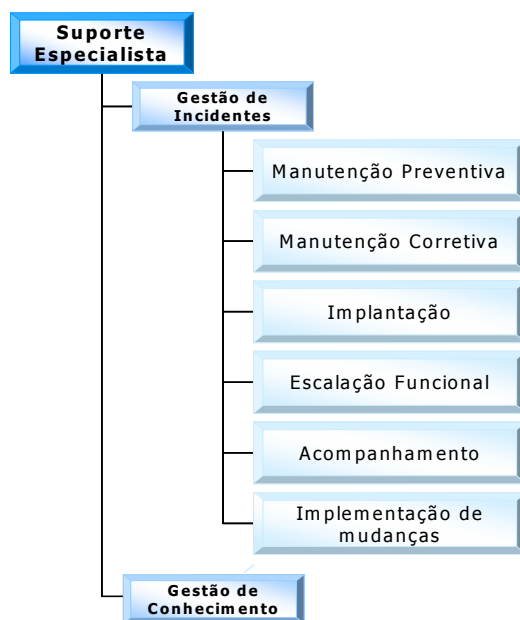 Suporte
Especialista
Gestão de
Incidentes
Manutenção Preventiva
Manutenção Corretiva
Implantação
Escalação Funcional
Acompanhamento
Implementação de
mudanças
Gestão de
Conhecimento